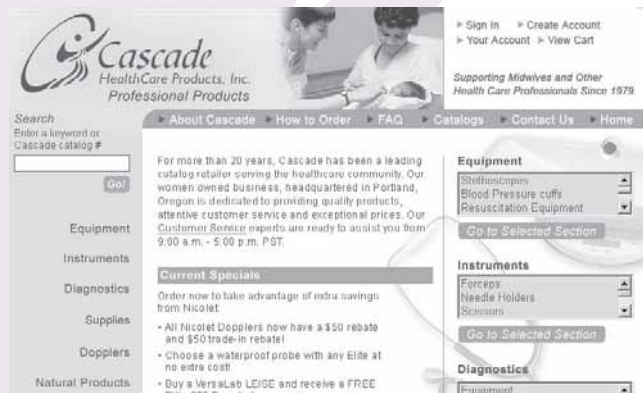 Cascade
HealthCare Products, Inc.
Professional Products
Sign In Create Account
Your Account View Cart
Supporting Midwives and Other
Health Care Professionals Since 1979
About Cascade How to Order FAQ Catalogs Contact Us Home
Search
Enter a keyword or
Cascade catalog #
Go!
Equipment
Instruments
Diagnostics
Supplies
Dopplers
Natural Products
For more than 20 years, Cascade has been a leading
catalog retailer serving the healthcare community. Our
women owned business, headquartered in Portland,
Oregon is dedicated to providing quality products,
attentive customer service and exceptional prices. Our
Customer Service experts are ready to assist you from
9:00 a.m. - 5:00 p.m. PST.
Current Specials
Order now to take advantage of extra savings
from Nicolet:
• All Nicolet Dopplers now have a $50 rebate
and $50 trade-in rebate!
• Choose a waterproof probe with any Elite at
no extra cost!
• Buy a VersaLab LE/SE and receive a FREE
Equipment
Stethoscopes
Blood Pressure cuffs
Resuscitation Equipment
Go to Selected Section
Instruments
Forceps
Needle Holders
Scissors
Go to Selected Section
Diagnostics
Equipment